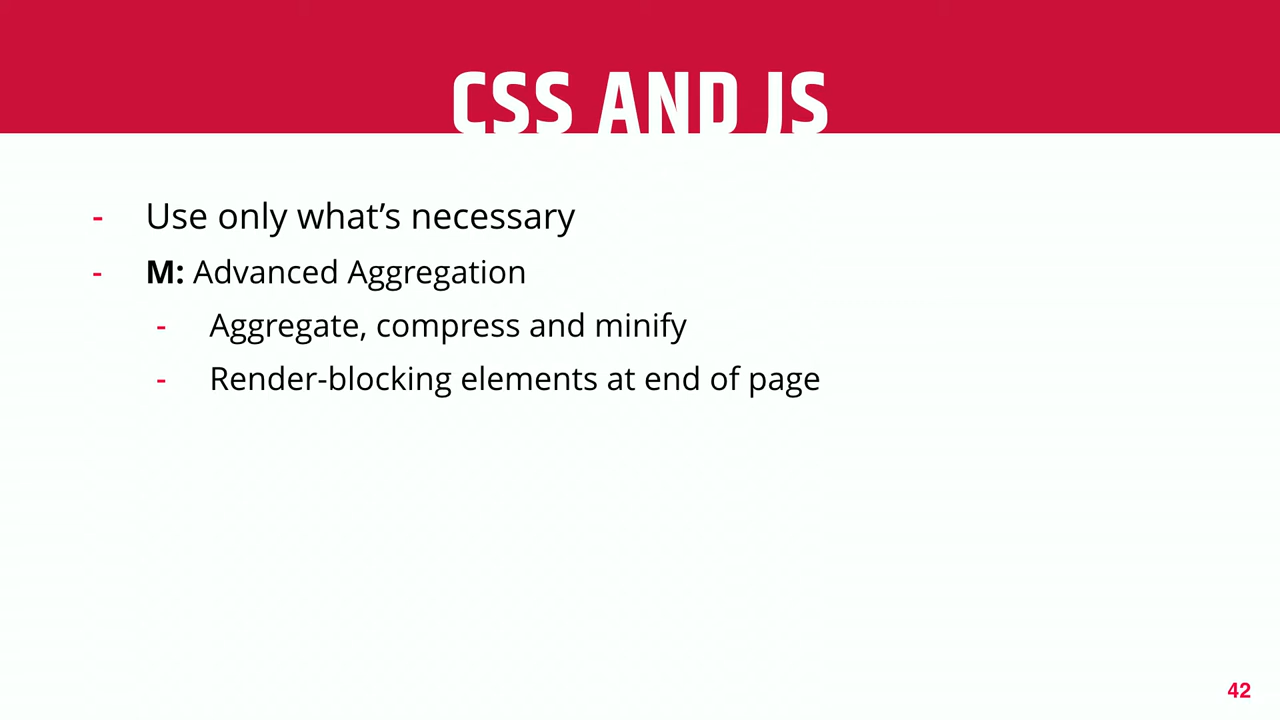 CSS AND JS
- Use only what’s necessary
- M: Advanced Aggregation
- Aggregate, compress and minify
- Render-blocking elements at end of page
42